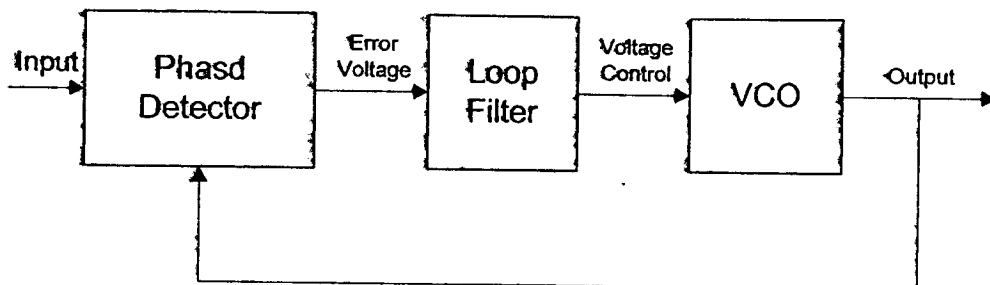 Input
Phasd
Detector
Error
Voltage
Loop
Filter
Voltage
Control
VCO
Output